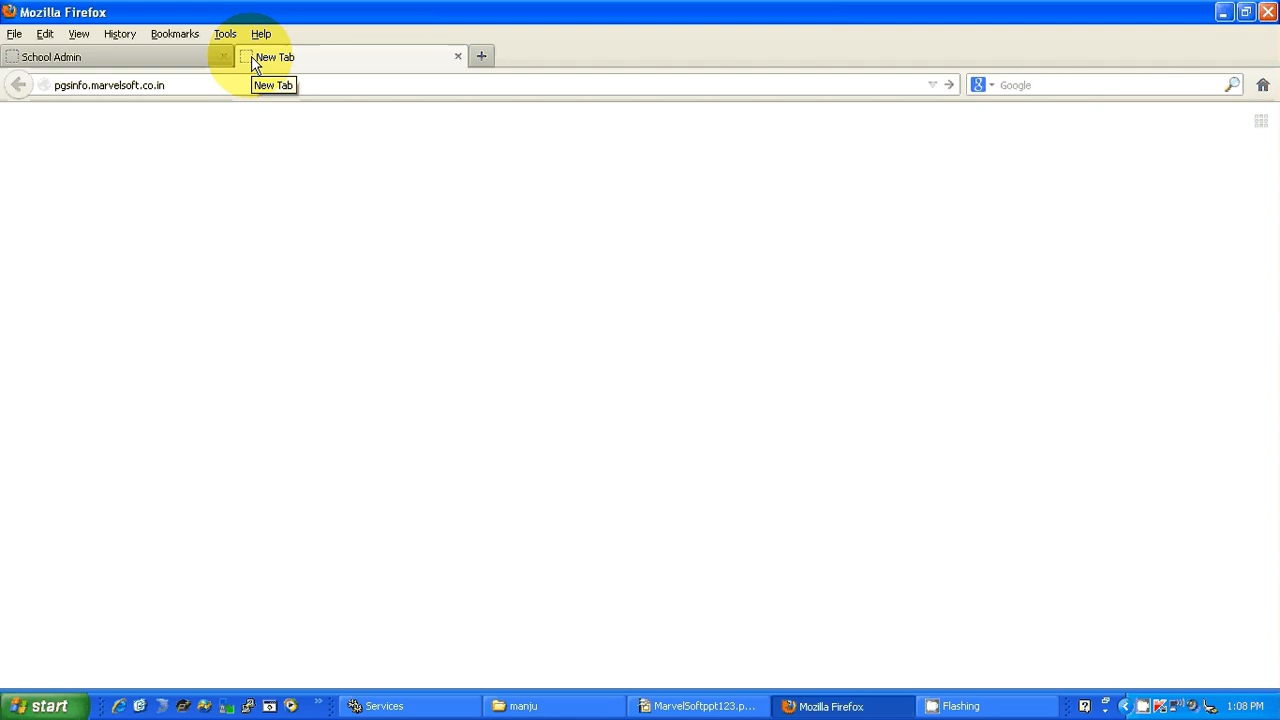 Mozilla Firefox
File Edit View History Bookmarks Tools Help
School Admin New Tab
pgsinfo.marvelsoft.co.in Google
New Tab
start Services manju MarvelSoftppt123.p... Mozilla Firefox Flashing 1:08 PM